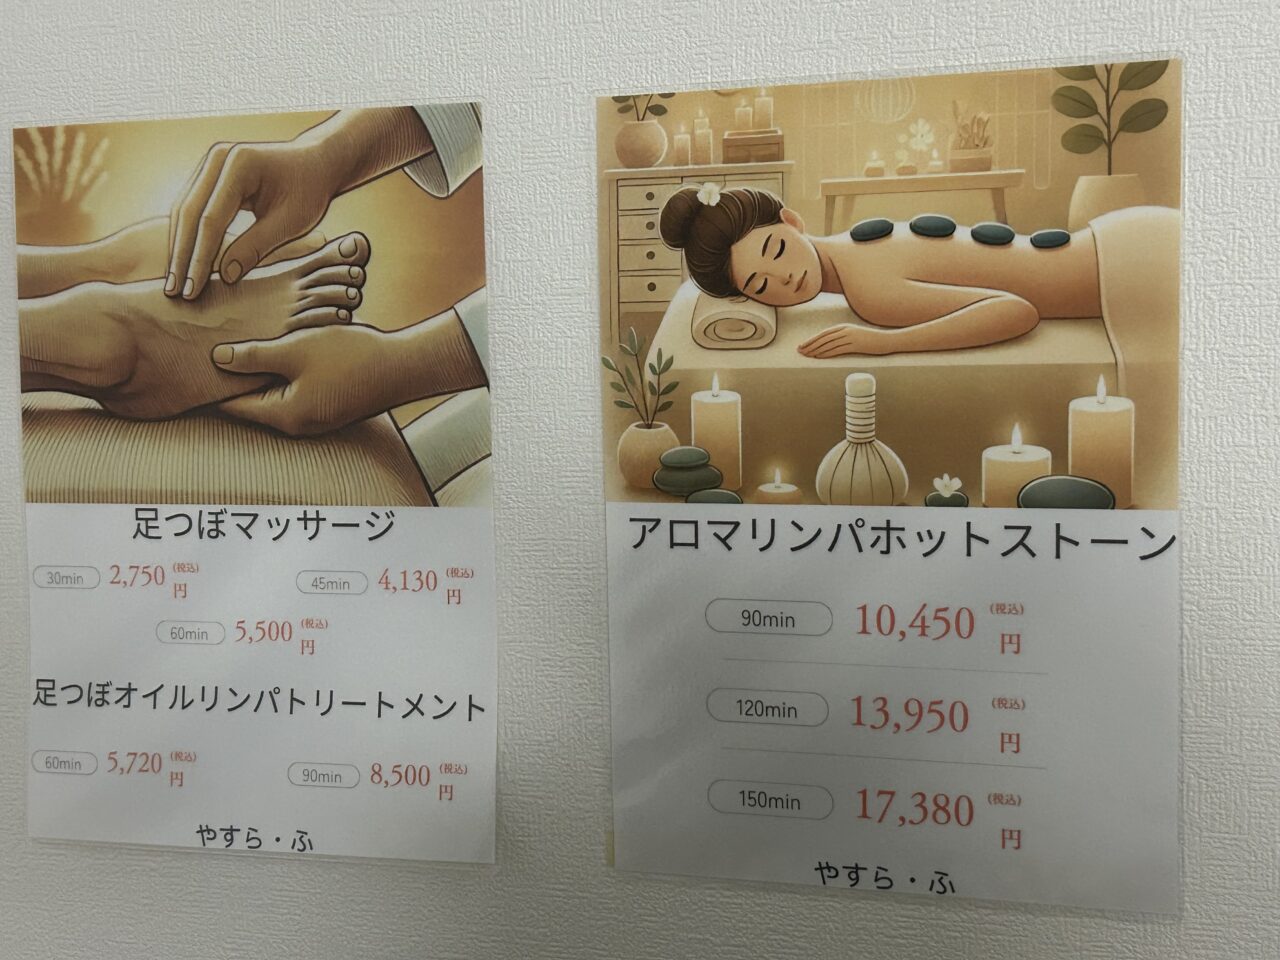 足つぼマッサージ
30min 2,750 (税込) 円
45min 4,130 (税込) 円
60min 5,500 (税込) 円
足つぼオイルリンパトリートメント
60min 5,720 (税込) 円
90min 8,500 (税込) 円
やすら・ふ
アロマリンパホットストーン
90min 10,450 (税込) 円
120min 13,950 (税込) 円
150min 17,380 (税込) 円
やすら・ふ